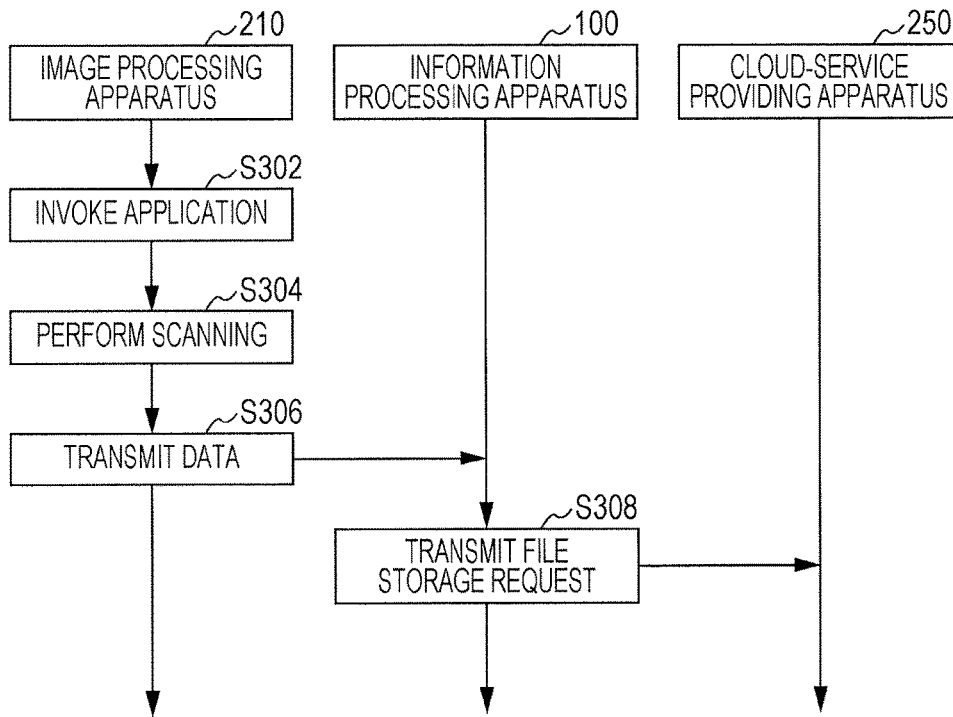 210
IMAGE PROCESSING
APPARATUS
100
INFORMATION
PROCESSING APPARATUS
250
CLOUD-SERVICE
PROVIDING APPARATUS
S302
INVOKE APPLICATION
S304
PERFORM SCANNING
S306
TRANSMIT DATA
S308
TRANSMIT FILE
STORAGE REQUEST